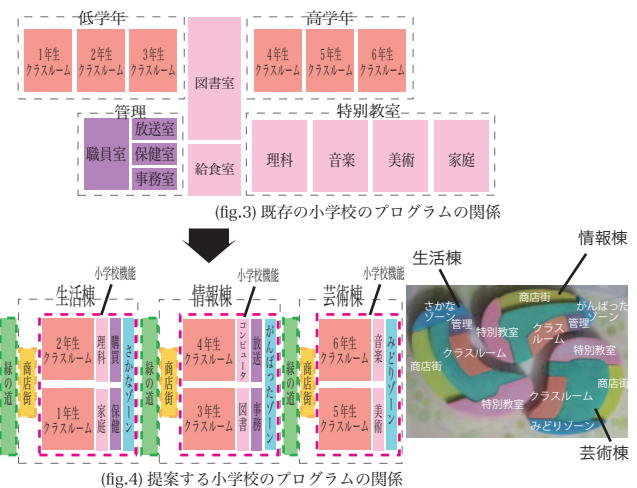 低学年
高学年
1年生
クラスルーム
2年生
クラスルーム
3年生
クラスルーム
図書室
4年生
クラスルーム
5年生
クラスルーム
6年生
クラスルーム
管理
特別教室
職員室
放送室
保健室
事務室
給食室
理科
音楽
美術
家庭
(fig.3) 既存の小学校のプログラムの関係
生活棟
小学校機能
情報棟
小学校機能
芸術棟
小学校機能
緑の道
商店街
2年生
クラスルーム
理科
購買
さかなゾーン
1年生
クラスルーム
家庭
保健
緑の道
商店街
4年生
クラスルーム
コンピュータ
放送
がんばったゾーン
3年生
クラスルーム
図書
事務
緑の道
商店街
6年生
クラスルーム
音楽
みどりゾーン
5年生
クラスルーム
美術
(fig.4) 提案する小学校のプログラムの関係
情報棟
生活棟
商店街
さかな
ゾーン
がんばった
ゾーン
管理
管理
特別教室
クラス
ルーム
特別教室
クラスルーム
商店街
商店街
クラスルーム
特別教室
みどりゾーン
芸術棟